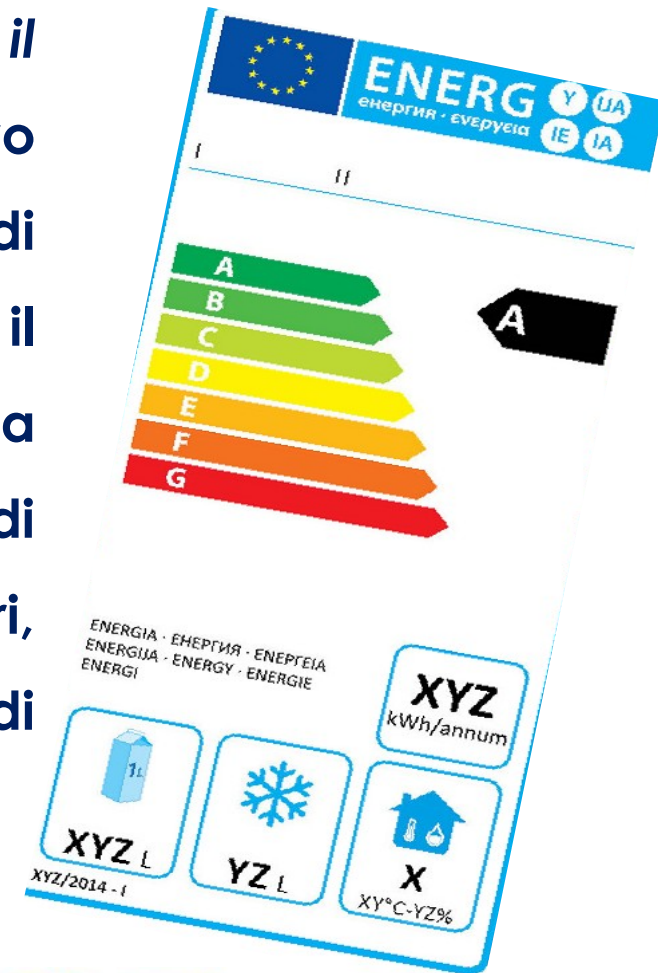 il
o
di
il
a
di
ri,
di
ENERG Y IJA
енергия · ενεργεια IE IA
I II
A
A
B
C
D
E
F
G
ENERGIA · ЕНЕРГИЯ · ΕΝΕΡΓΕΙΑ
ENERGIJA · ENERGY · ENERGIE
ENERGI
XYZ
kWh/annum
1L
XYZ L
YZ L
X
XY°C-YZ%
XYZ/2014 - I